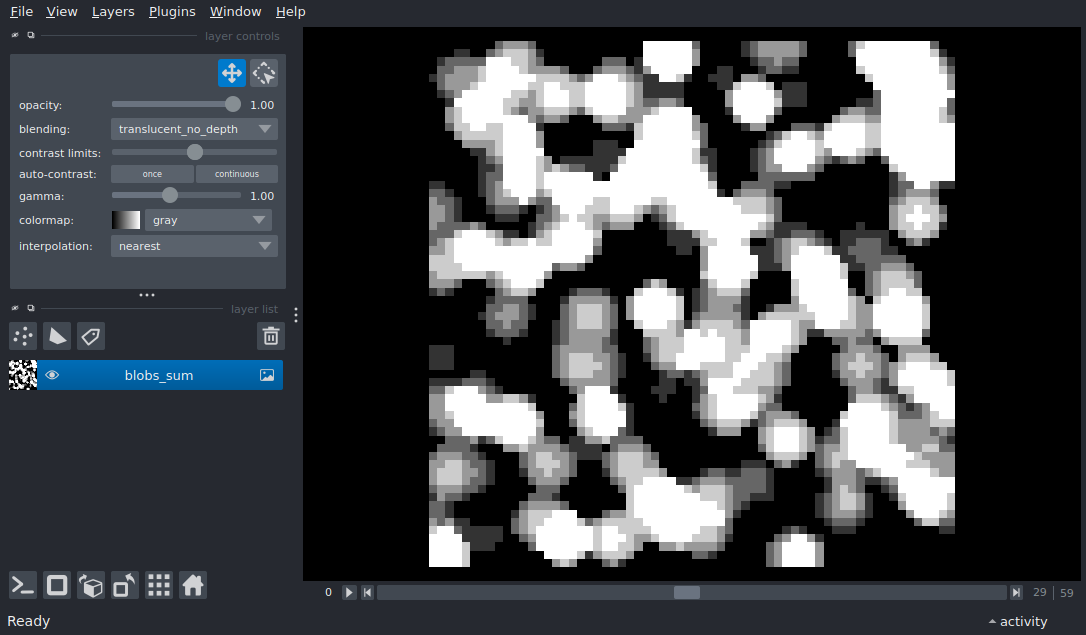 File View Layers Plugins Window Help
layer controls
opacity: 1.00
blending: translucent_no_depth
contrast limits:
auto-contrast: once continuous
gamma: 1.00
colormap: gray
interpolation: nearest
layer list
blobs_sum
0 29 59
Ready activity